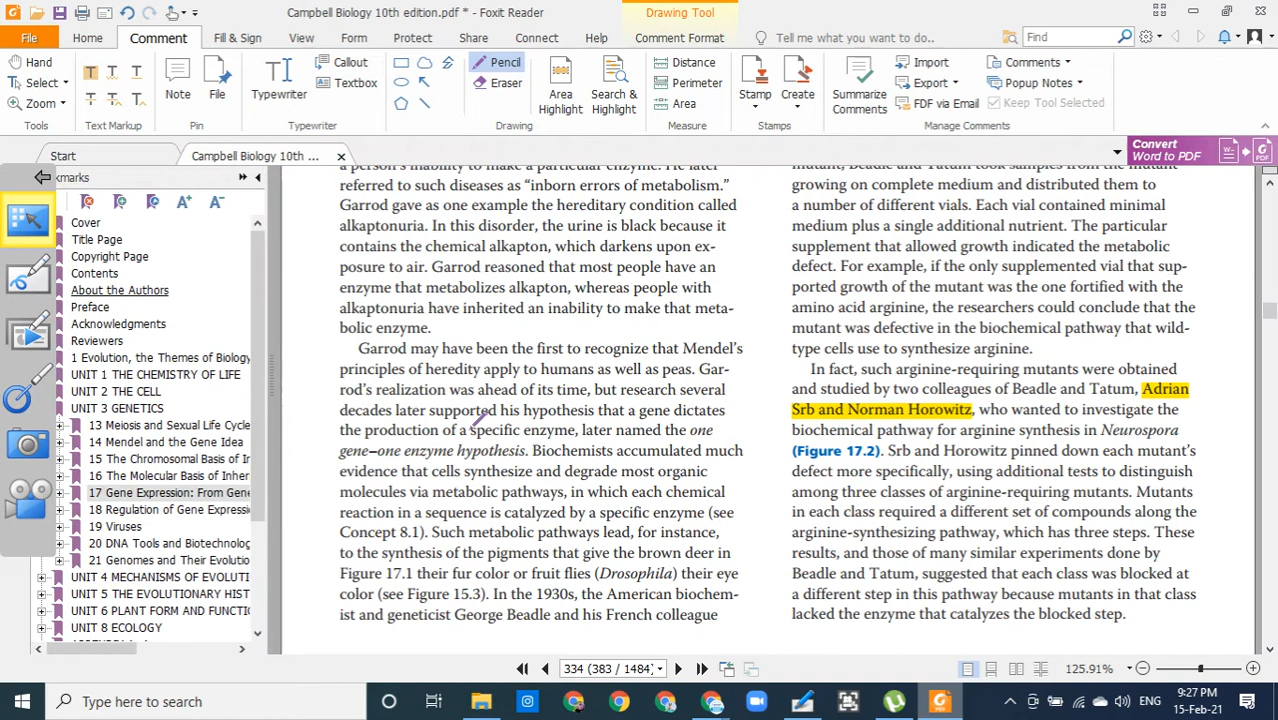 Campbell Biology 10th edition.pdf * - Foxit Reader
Drawing Tool
File
Home
Comment
Fill & Sign
View
Form
Protect
Share
Connect
Help
Comment Format
Tell me what you want to do..
Find
Hand
Select
Zoom
Tools
Text Markup
Note
File
Pin
Typewriter
Callout
Textbox
Typewriter
Pencil
Eraser
Drawing
Area
Highlight
Search &
Highlight
Distance
Perimeter
Area
Measure
Stamp
Create
Stamps
Summarize
Comments
Import
Export
FDF via Email
Comments
Popup Notes
Keep Tool Selected
Manage Comments
Start
Campbell Biology 10th ...
Convert
Word to PDF
kmarks
Cover
Title Page
Copyright Page
Contents
About the Authors
Preface
Acknowledgments
Reviewers
1 Evolution, the Themes of Biology
UNIT 1 THE CHEMISTRY OF LIFE
UNIT 2 THE CELL
UNIT 3 GENETICS
13 Meiosis and Sexual Life Cycle
14 Mendel and the Gene Idea
15 The Chromosomal Basis of
16 The Molecular Basis of Inher
17 Gene Expression: From Gene
18 Regulation of Gene Express
19 Viruses
20 DNA Tools and Biotechnolog
21 Genomes and Their Evolutio
UNIT 4 MECHANISMS OF EVOLUTI
UNIT 5 THE EVOLUTIONARY HIST
UNIT 6 PLANT FORM AND FUNCTI
UNIT 8 ECOLOGY
a person's inability to make a particular enzyme. He later
referred to such diseases as “inborn errors of metabolism.”
Garrod gave as one example the hereditary condition called
alkaptonuria. In this disorder, the urine is black because it
contains the chemical alkapton, which darkens upon ex-
posure to air. Garrod reasoned that most people have an
enzyme that metabolizes alkapton, whereas people with
alkaptonuria have inherited an inability to make that meta-
bolic enzyme.
Garrod may have been the first to recognize that Mendel’s
principles of heredity apply to humans as well as peas. Gar-
rod’s realization was ahead of its time, but research several
decades later supported his hypothesis that a gene dictates
the production of a specific enzyme, later named the one
gene–one enzyme hypothesis. Biochemists accumulated much
evidence that cells synthesize and degrade most organic
molecules via metabolic pathways, in which each chemical
reaction in a sequence is catalyzed by a specific enzyme (see
Concept 8.1). Such metabolic pathways lead, for instance,
to the synthesis of the pigments that give the brown deer in
Figure 17.1 their fur color or fruit flies (Drosophila) their eye
color (see Figure 15.3). In the 1930s, the American biochem-
ist and geneticist George Beadle and his French colleague
mutant, Beadle and Tatum took samples from the mutant
growing on complete medium and distributed them to
a number of different vials. Each vial contained minimal
medium plus a single additional nutrient. The particular
supplement that allowed growth indicated the metabolic
defect. For example, if the only supplemented vial that sup-
ported growth of the mutant was the one fortified with the
amino acid arginine, the researchers could conclude that the
mutant was defective in the biochemical pathway that wild-
type cells use to synthesize arginine.
In fact, such arginine-requiring mutants were obtained
and studied by two colleagues of Beadle and Tatum, Adrian
Srb and Norman Horowitz, who wanted to investigate the
biochemical pathway for arginine synthesis in Neurospora
(Figure 17.2). Srb and Horowitz pinned down each mutant’s
defect more specifically, using additional tests to distinguish
among three classes of arginine-requiring mutants. Mutants
in each class required a different set of compounds along the
arginine-synthesizing pathway, which has three steps. These
results, and those of many similar experiments done by
Beadle and Tatum, suggested that each class was blocked at
a different step in this pathway because mutants in that class
lacked the enzyme that catalyzes the blocked step.
334 (383 / 1484)
125.91%
Type here to search
ENG
9:27 PM
15-Feb-21